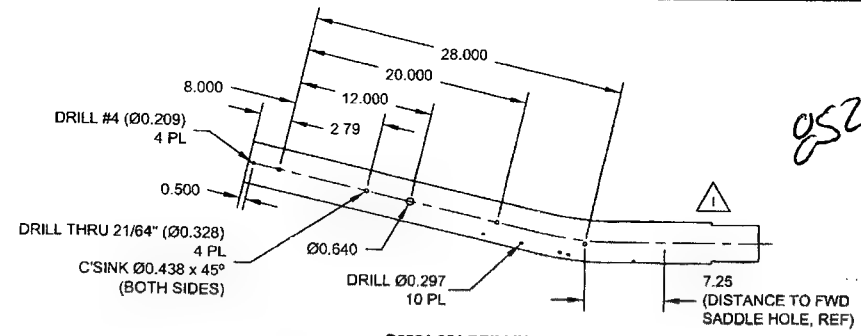 28.000
20.000
8.000
12.000
2 79
DRILL #4 (Ø0.209)
4 PL
0.500
DRILL THRU 21/64" (Ø0.328)
4 PL
C'SINK Ø0.438 x 45º
(BOTH SIDES)
Ø0.640
DRILL Ø0.297
10 PL
1
7.25
(DISTANCE TO FWD
SADDLE HOLE, REF)